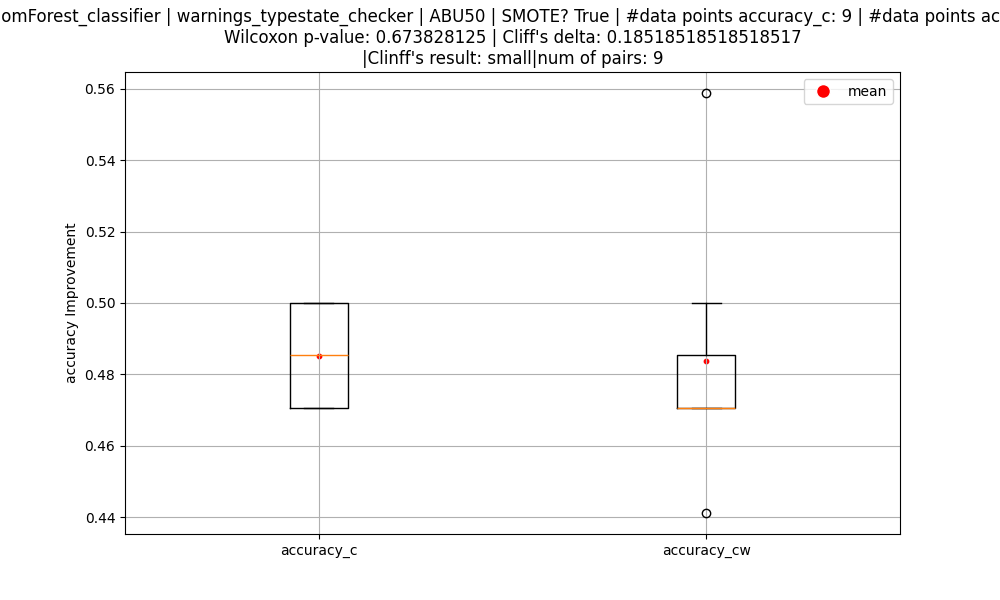 omForest_classifier | warnings_typestate_checker | ABU50 | SMOTE? True | #data points accuracy_c: 9 | #data points ac
Wilcoxon p-value: 0.673828125 | Cliff's delta: 0.18518518518518517
|Clinff's result: small|num of pairs: 9
mean
0.56
0.54
0.52
0.50
0.48
0.46
0.44
accuracy Improvement
accuracy_c
accuracy_cw